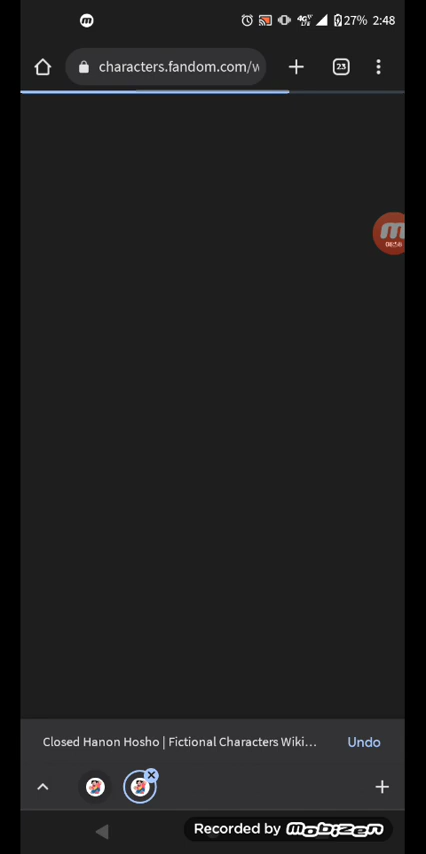 27% 2:48
characters.fandom.com/w
23
Closed Hanon Hosho | Fictional Characters Wiki... Undo
Recorded by mobizen